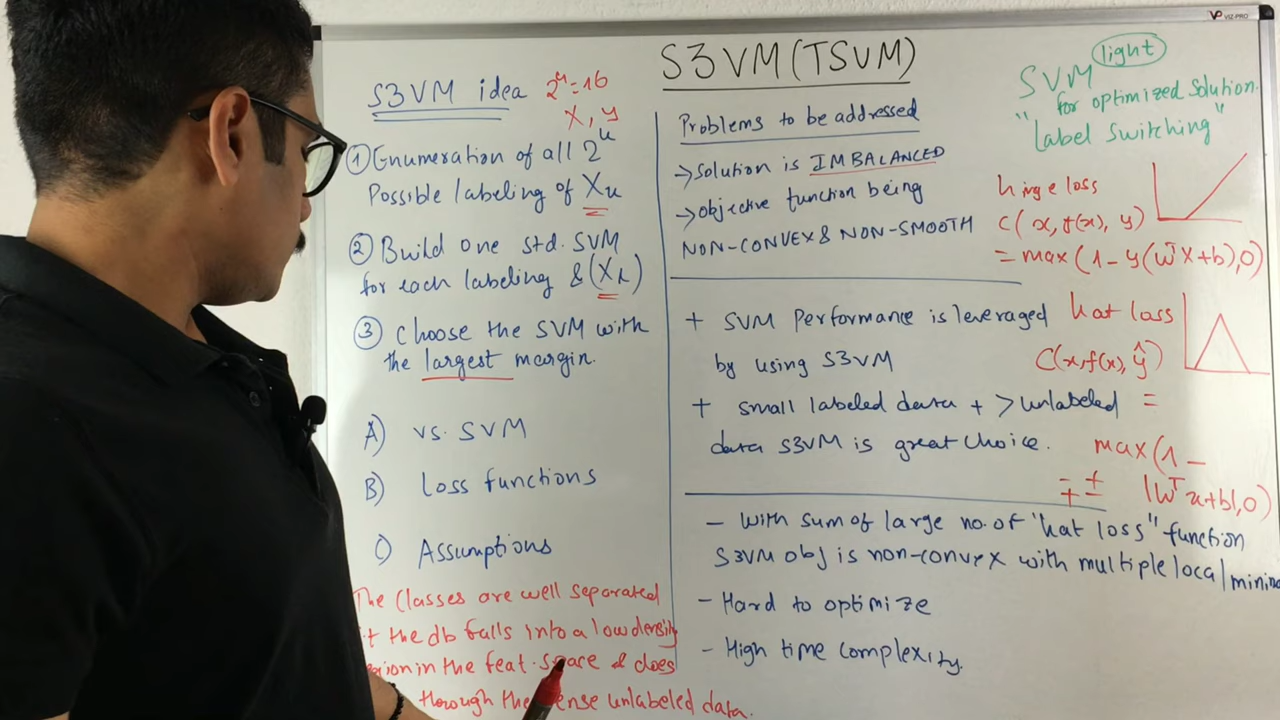 VP VIZ-PRO
S3VM(TSVM)
S3VM idea 2⁴=16
X, y
① Enumeration of all 2ᵘ
Possible labeling of Xu
② Build one std. SVM
for each labeling & (XL)
③ Choose the SVM with
the largest margin.
A) vs. SVM
B) Loss functions
C) Assumptions
The Classes are well separated
the db falls into a low density
in the feat. space & does
through the unlabeled data.
Problems to be addressed
→ Solution is IMBALANCED
→ objective function being
NON-CONVEX & NON-SMOOTH
+ SVM Performance is leveraged
by using S3VM
+ small labeled data + > unlabeled
data S3VM is great choice.
- With sum of large no. of "hat loss" function
S3VM obj is non-convex with multiple local minima
- Hard to optimize
- High time complexity.
SVM light
for optimized Solution.
"Label Switching"
hinge loss
C(x, f(x), y)
= max(1 - y(wᵀx+b),0)
hat loss
C(x,f(x), ŷ)
=
max(1 -
|wᵀx+b|,0)